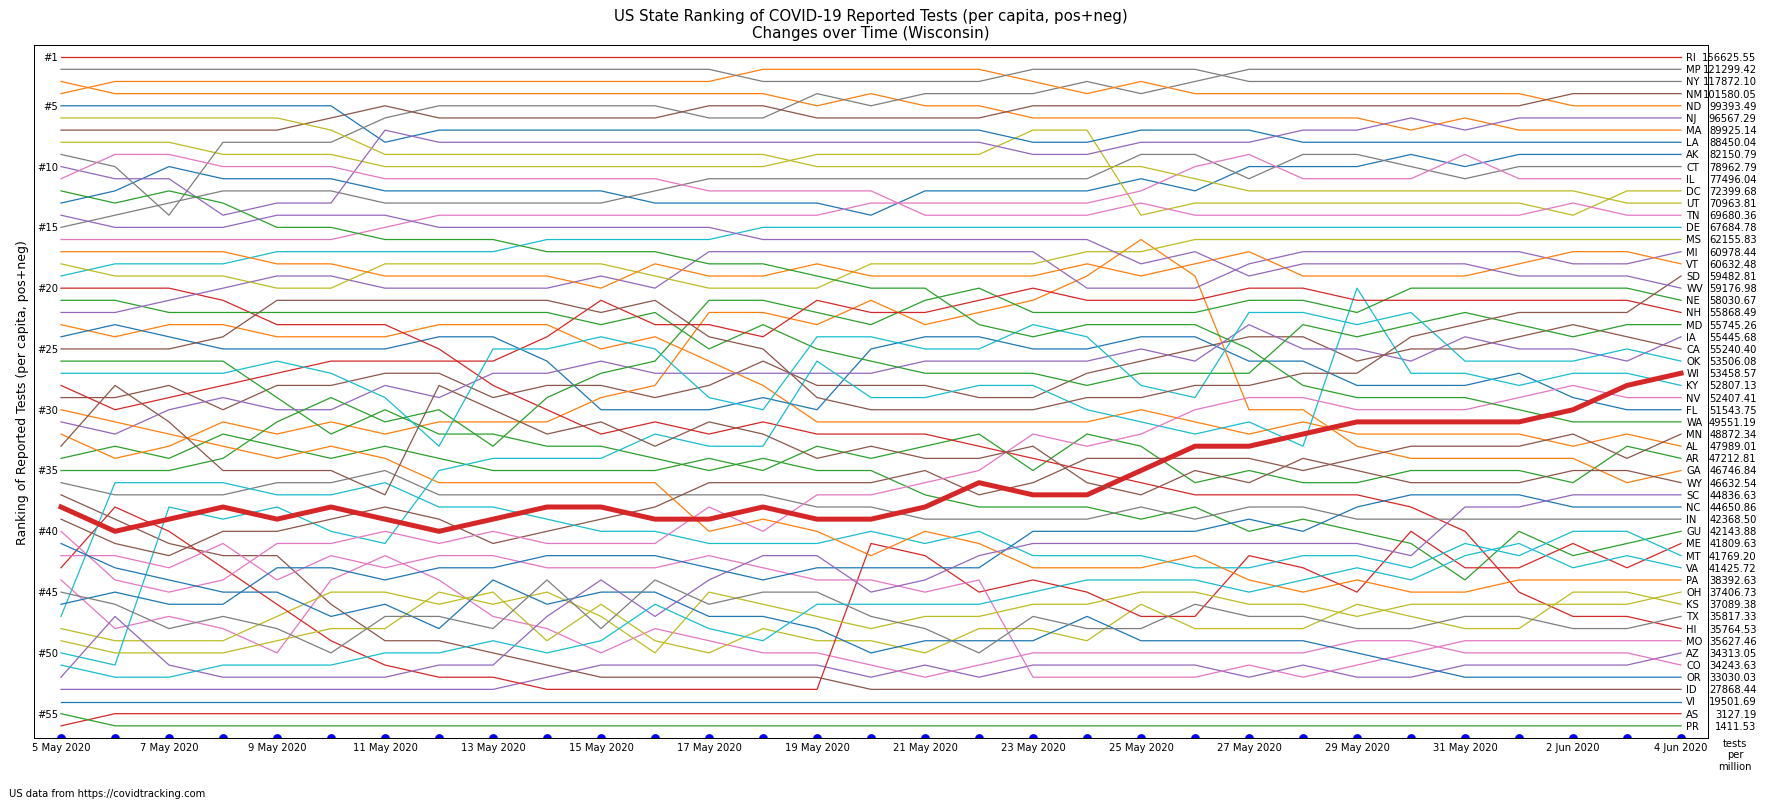 US State Ranking of COVID-19 Reported Tests (per capita, pos+neg)
Changes over Time (Wisconsin)
Ranking of Reported Tests (per capita, pos+neg)
#1
#5
#10
#15
#20
#25
#30
#35
#40
#45
#50
#55
RI 156625.55
MP 121299.42
NY 117872.10
NM 101580.05
ND 99393.49
NJ 96567.29
MA 89925.14
LA 88450.04
AK 82150.79
CT 78962.79
IL 77496.04
DC 72399.68
UT 70963.81
TN 69680.36
DE 67684.78
MS 62155.83
MI 60978.44
VT 60632.48
SD 59482.81
WV 59176.98
NE 58030.67
NH 55868.49
MD 55745.26
IA 55445.68
CA 55240.40
OK 53506.08
WI 53458.57
KY 52807.13
NV 52407.41
FL 51543.75
WA 49551.19
MN 48872.34
AL 47989.01
AR 47212.81
GA 46746.84
WY 46632.54
SC 44836.63
NC 44650.86
IN 42368.50
GU 42143.88
ME 41809.63
MT 41769.20
VA 41425.72
PA 38392.63
OH 37406.73
KS 37089.38
TX 35817.33
HI 35764.53
MO 35627.46
AZ 34313.05
CO 34243.63
OR 33030.03
ID 27868.44
VI 19501.69
AS 3127.19
PR 1411.53
5 May 2020
7 May 2020
9 May 2020
11 May 2020
13 May 2020
15 May 2020
17 May 2020
19 May 2020
21 May 2020
23 May 2020
25 May 2020
27 May 2020
29 May 2020
31 May 2020
2 Jun 2020
4 Jun 2020
tests
per
million
US data from https://covidtracking.com